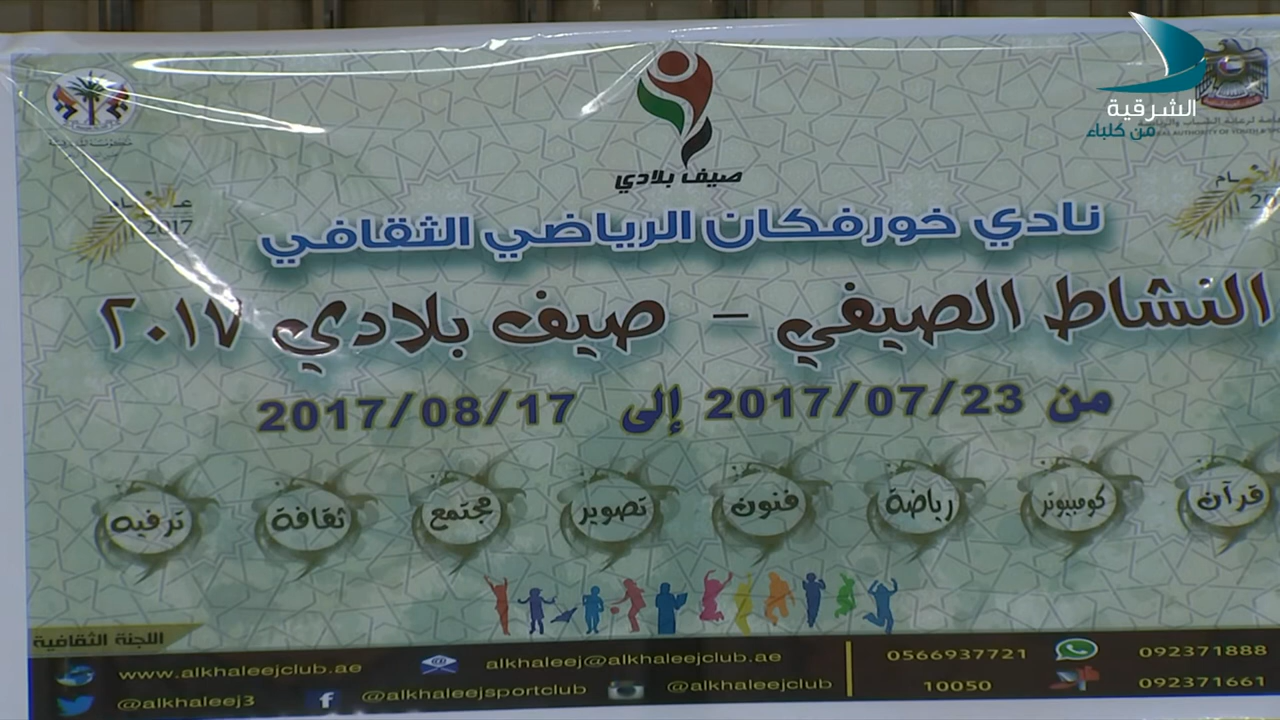 الشرقية
من كلباء
صيف بلادي
2017
نادي خورفكان الرياضي الثقافي
النشاط الصيفي – صيف بلادي ٢٠١٧
من 2017/07/23 إلى 2017/08/17
قرآن
كومبيوتر
رياضة
فنون
تصوير
مجتمع
ثقافة
ترفيه
اللجنة الثقافية
www.alkhaleejclub.ae
alkhaleej@alkhaleejclub.ae
0566937721
092371888
@alkhaleej3
@alkhaleejsportclub
@alkhaleejclub
10050
092371661